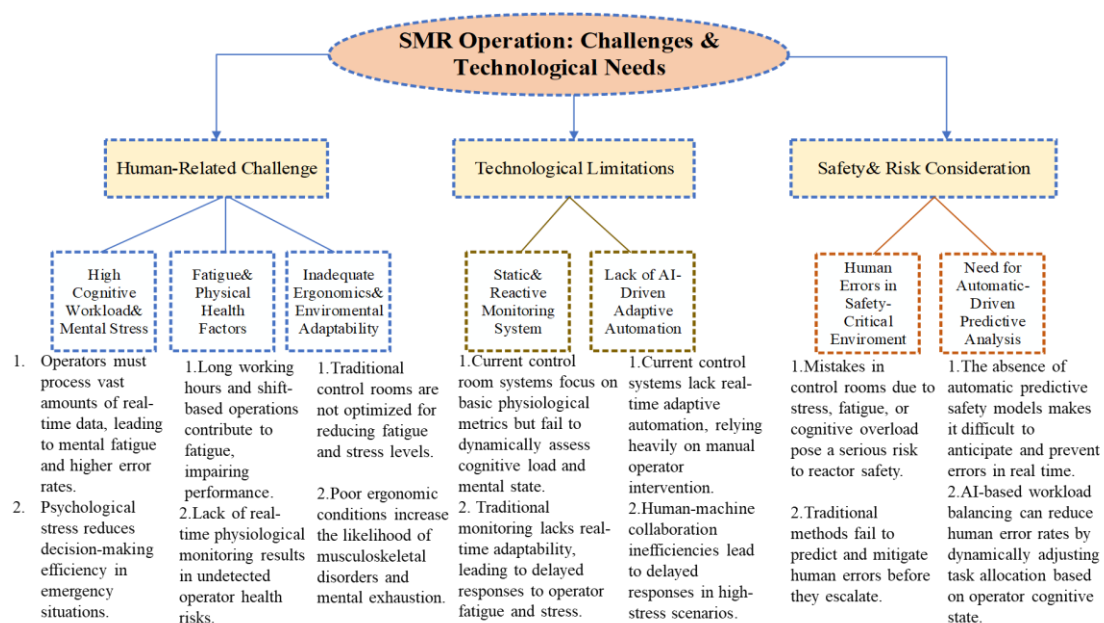 SMR Operation: Challenges &
Technological Needs
Human-Related Challenge
Technological Limitations
Safety& Risk Consideration
High
Cognitive
Workload&
Mental Stress
Fatigue&
Physical
Health
Factors
Inadequate
Ergonomics&
Enviromental
Adaptability
Static&
Reactive
Monitoring
System
Lack of AI-
Driven
Adaptive
Automation
Human
Errors in
Safety-
Critical
Enviroment
Need for
Automatic-
Driven
Predictive
Analysis
1. Operators must
process vast
amounts of real-
time data, leading
to mental fatigue
and higher error
rates.
2. Psychological
stress reduces
decision-making
efficiency in
emergency
situations.
1.Long working
hours and shift-
based operations
contribute to
fatigue,
impairing
performance.
2.Lack of real-
time physiological
monitoring results
in undetected
operator health
risks.
1.Traditional
control rooms are
not optimized for
reducing fatigue
and stress levels.
2.Poor ergonomic
conditions increase
the likelihood of
musculoskeletal
disorders and
mental exhaustion.
1.Current control
room systems focus on
basic physiological
metrics but fail to
dynamically assess
cognitive load and
mental state.
2. Traditional
monitoring lacks real-
time adaptability,
leading to delayed
responses to operator
fatigue and stress.
1.Current control
systems lack real-
time adaptive
automation, relying
heavily on manual
operator
intervention.
2.Human-machine
collaboration
inefficiencies lead
to delayed
responses in high-
stress scenarios.
1.Mistakes in
control rooms due to
stress, fatigue, or
cognitive overload
pose a serious risk
to reactor safety.
2.Traditional
methods fail to
predict and mitigate
human errors before
they escalate.
1.The absence of
automatic predictive
safety models makes
it difficult to
anticipate and prevent
errors in real time.
2.AI-based workload
balancing can reduce
human error rates by
dynamically adjusting
task allocation based
on operator cognitive
state.